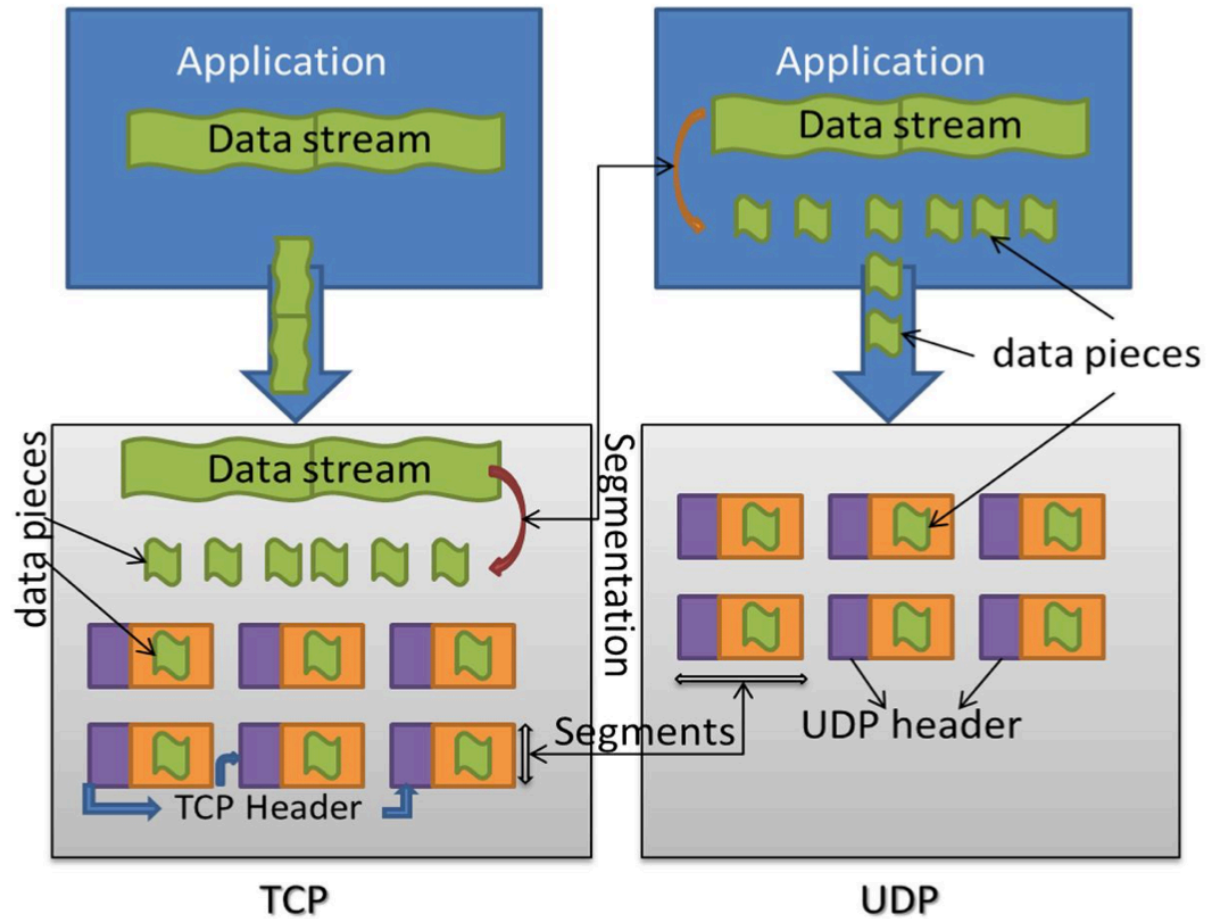 Application
Data stream
Application
Data stream
data pieces
Segmentation
Data stream
data pieces
Segments
TCP Header
UDP header
TCP
UDP